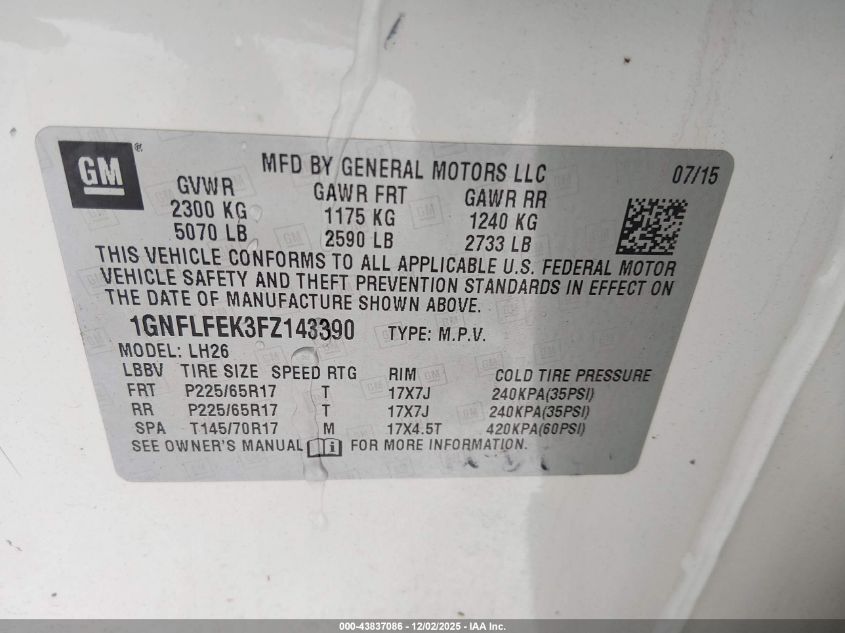 GM®
MFD BY GENERAL MOTORS LLC 07/15
GVWR GAWR FRT GAWR RR
2300 KG 1175 KG 1240 KG
5070 LB 2590 LB 2733 LB
THIS VEHICLE CONFORMS TO ALL APPLICABLE U.S. FEDERAL MOTOR
VEHICLE SAFETY AND THEFT PREVENTION STANDARDS IN EFFECT ON
THE DATE OF MANUFACTURE SHOWN ABOVE.
1GNFLFEK3FZ143390 TYPE: M.P.V.
MODEL: LH26
LBBV TIRE SIZE SPEED RTG RIM COLD TIRE PRESSURE
FRT P225/65R17 T 17X7J 240KPA(35PSI)
RR P225/65R17 T 17X7J 240KPA(35PSI)
SPA T145/70R17 M 17X4.5T 420KPA(60PSI)
SEE OWNER'S MANUAL FOR MORE INFORMATION.
000-43837086 - 12/02/2025 - IAA Inc.